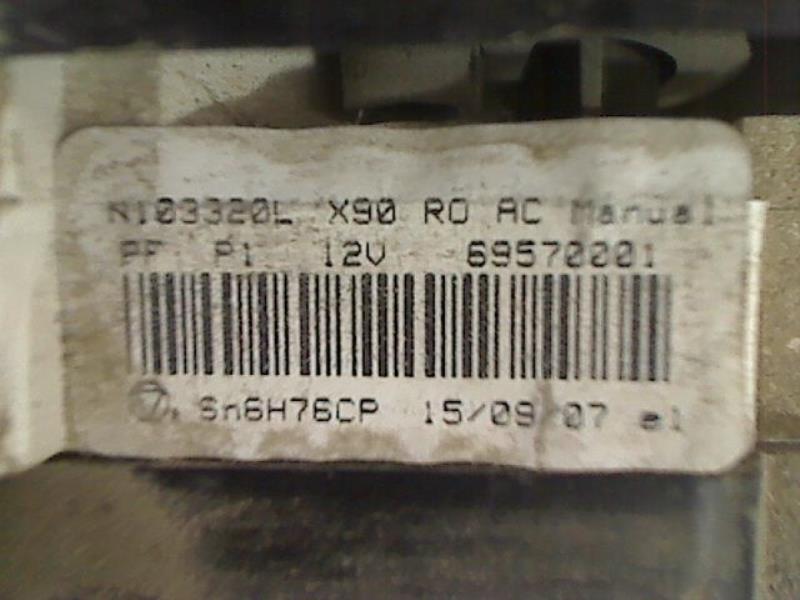 N103320L X90 RO AC Manual
PF P1 12V 69570001
Sn6H76CP 15/09/07 e1